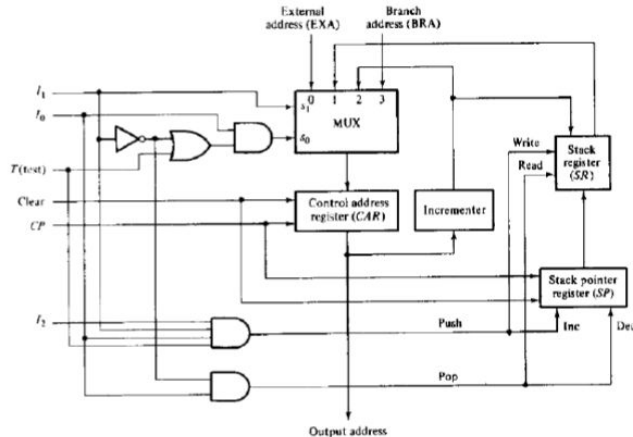 External
address (EXA)
Branch
address (BRA)
I₁
I₀
0 1 2 3
s₁
MUX
s₀
T(test)
Clear
CP
Control address
register (CAR)
Incrementer
Write
Read
Stack
register
(SR)
Stack pointer
register (SP)
I₂
Push
Inc
De
Pop
Output address